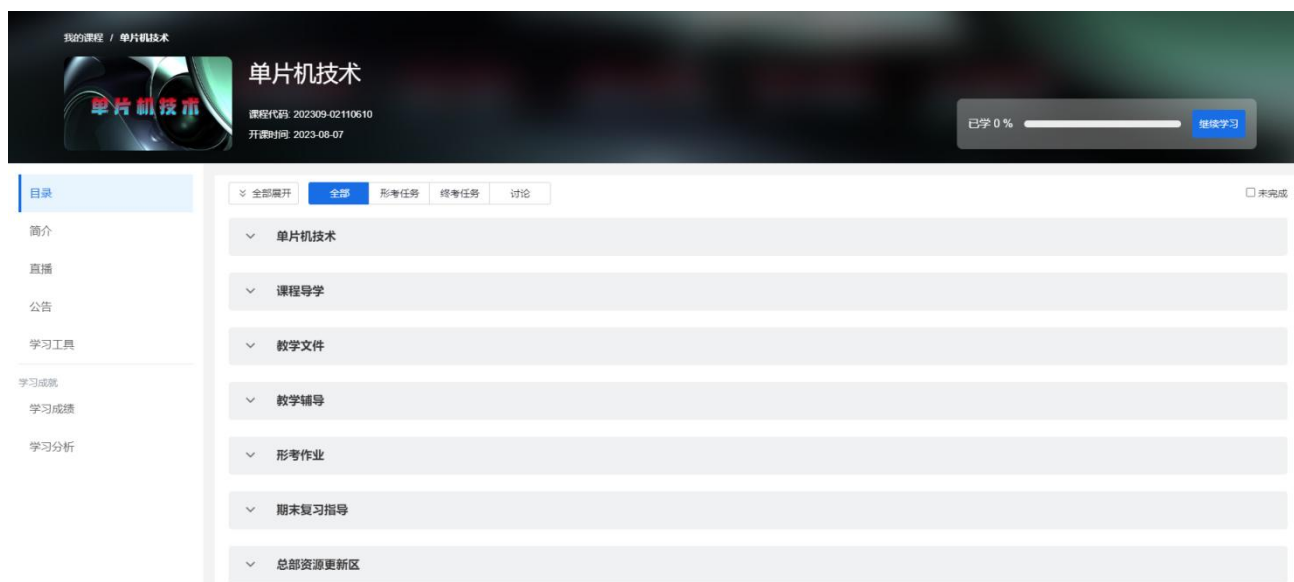 我的课程 / 单片机技术
单片机技术
单片机技术
课程代码: 202309-02110610
开课时间: 2023-08-07
已学 0 %
继续学习
目录
简介
直播
公告
学习工具
学习成就
学习成绩
学习分析
全部展开 全部 形考任务 终考任务 讨论 未完成
单片机技术
课程导学
教学文件
教学辅导
形考作业
期末复习指导
总部资源更新区